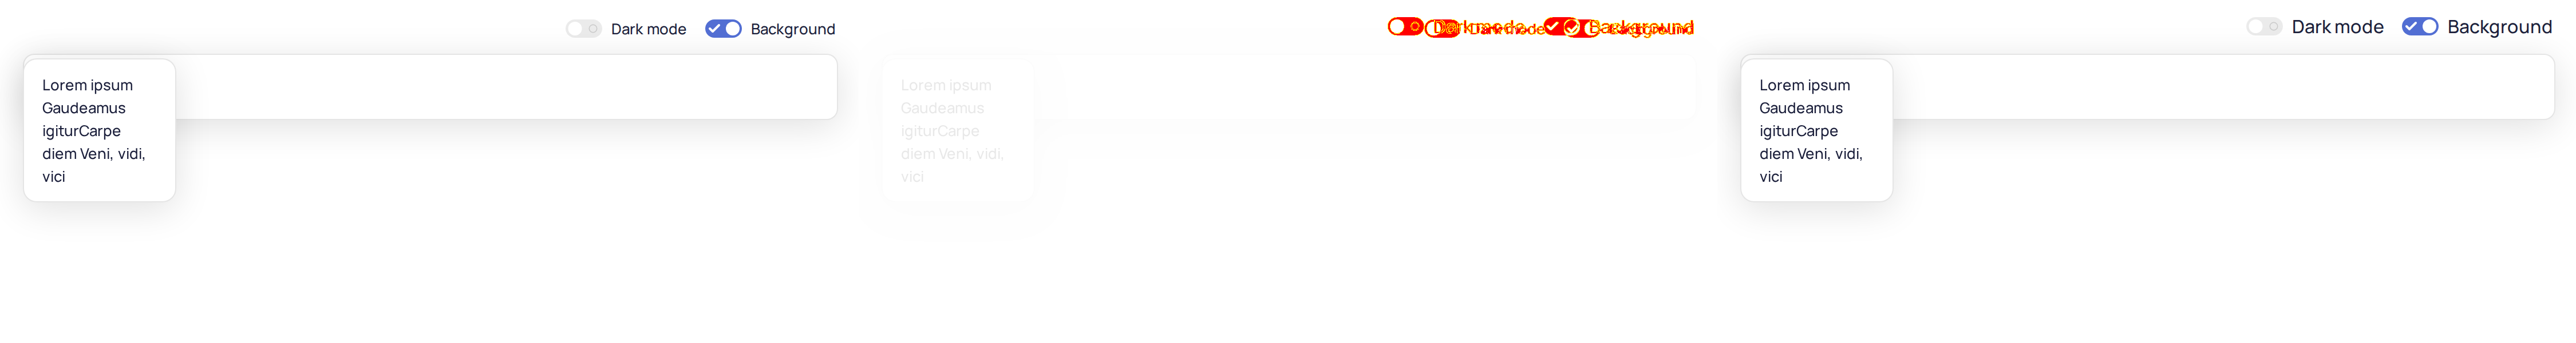 Dark mode Background
Lorem ipsum
Gaudeamus
igiturCarpe
diem Veni, vidi,
vici
Dark mode Background
Lorem ipsum
Gaudeamus
igiturCarpe
diem Veni, vidi,
vici
Dark mode Background
Lorem ipsum
Gaudeamus
igiturCarpe
diem Veni, vidi,
vici